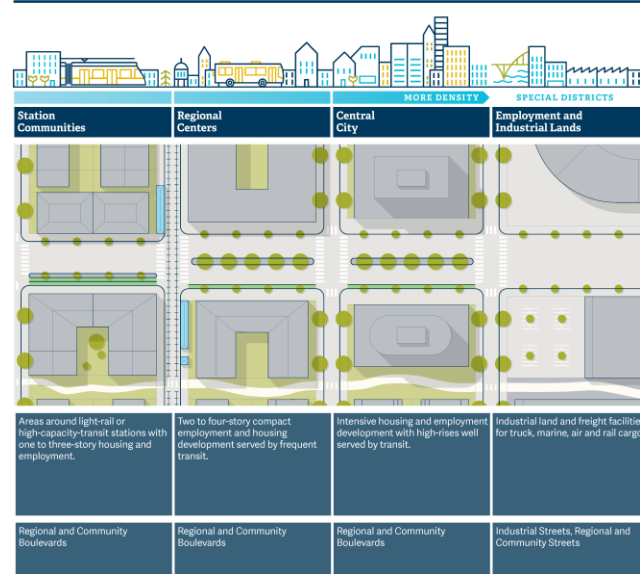 MORE DENSITY
SPECIAL DISTRICTS
Station
Communities
Regional
Centers
Central
City
Employment and
Industrial Lands
Areas around light-rail or
high-capacity-transit stations with
one to three-story housing and
employment.
Two to four-story compact
employment and housing
development served by frequent
transit.
Intensive housing and employment
development with high-rises well
served by transit.
Industrial land and freight facilitie
for truck, marine, air and rail cargo
Regional and Community
Boulevards
Regional and Community
Boulevards
Regional and Community
Boulevards
Industrial Streets, Regional and
Community Streets